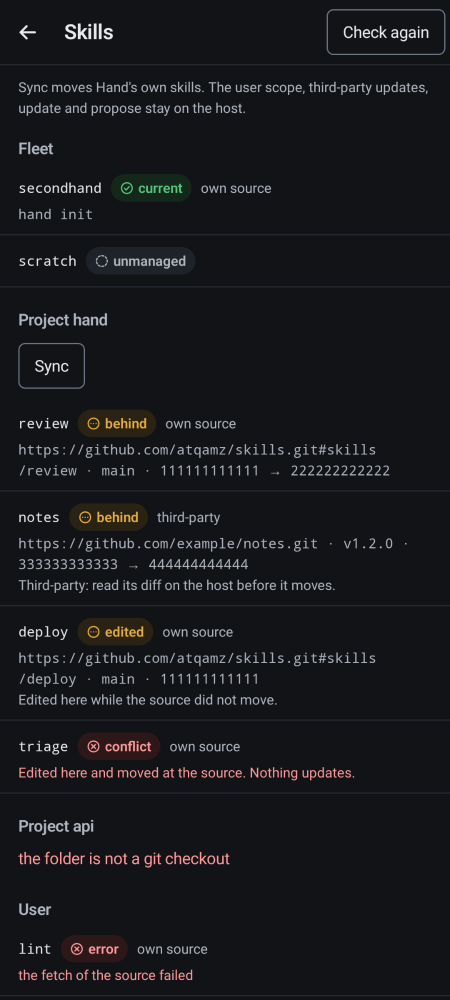 Skills
Check again
Sync moves Hand's own skills. The user scope, third-party updates,
update and propose stay on the host.
Fleet
secondhand current own source
hand init
scratch unmanaged
Project hand
Sync
review behind own source
https://github.com/atqamz/skills.git#skills
/review · main · 111111111111 → 222222222222
notes behind third-party
https://github.com/example/notes.git · v1.2.0 ·
333333333333 → 444444444444
Third-party: read its diff on the host before it moves.
deploy edited own source
https://github.com/atqamz/skills.git#skills
/deploy · main · 111111111111
Edited here while the source did not move.
triage conflict own source
Edited here and moved at the source. Nothing updates.
Project api
the folder is not a git checkout
User
lint error own source
the fetch of the source failed